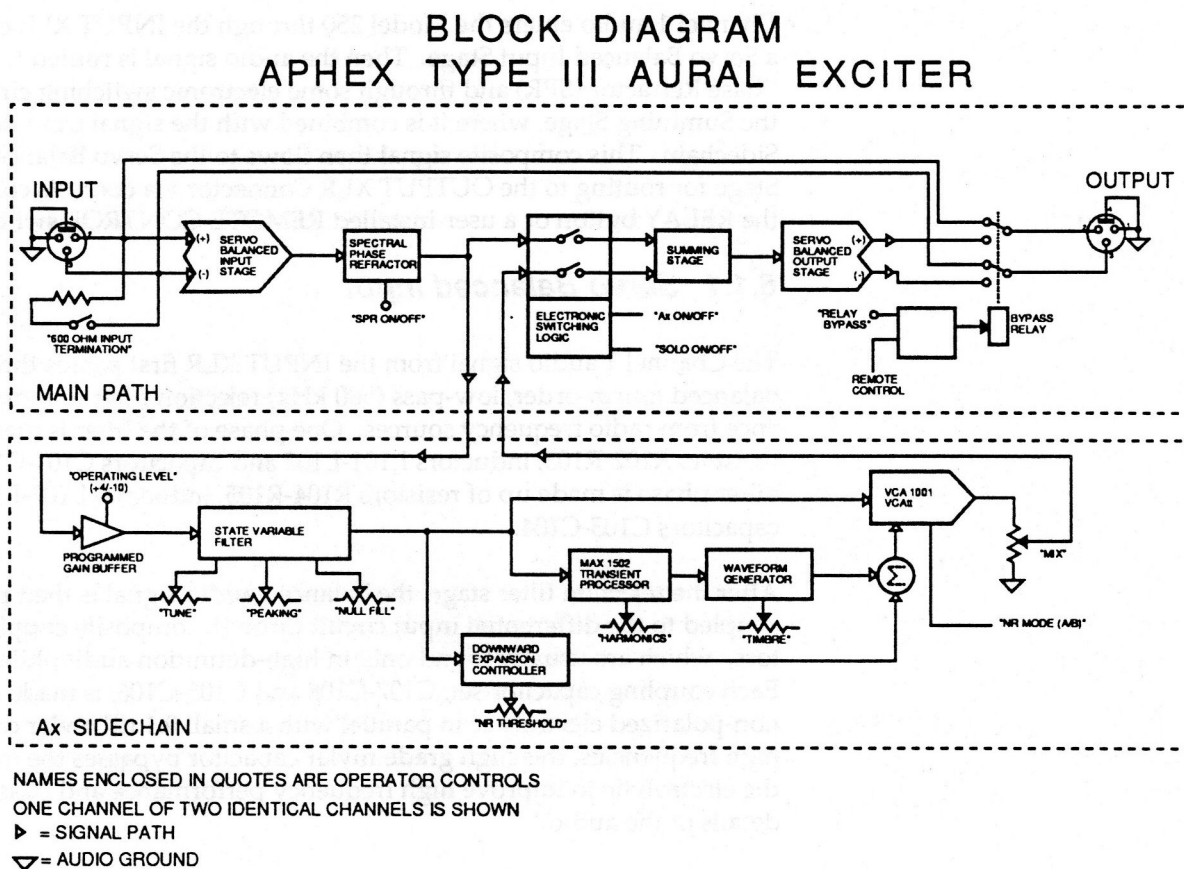 BLOCK DIAGRAM
APHEX TYPE III AURAL EXCITER
INPUT
OUTPUT
(+)
(-)
SERVO
BALANCED
INPUT
STAGE
SPECTRAL
PHASE
REFRACTOR
"SPR ON/OFF"
ELECTRONIC
SWITCHING
LOGIC
SUMMING
STAGE
"Ax ON/OFF"
"SOLO ON/OFF"
SERVO
BALANCED
OUTPUT
STAGE
(+)
(-)
"RELAY
BYPASS"
REMOTE
CONTROL
BYPASS
RELAY
"600 OHM INPUT
TERMINATION"
MAIN PATH
"OPERATING LEVEL
(+4/-10)
PROGRAMMED
GAIN BUFFER
STATE VARIABLE
FILTER
"TUNE"
"PEAKING"
"NULL FILL"
MAX 1502
TRANSIENT
PROCESSOR
"HARMONICS"
WAVEFORM
GENERATOR
"TIMBRE"
DOWNWARD
EXPANSION
CONTROLLER
"NR THRESHOLD"
Σ
VCA 1001
"MIX"
"NR MODE (A/B)
Ax SIDECHAIN
NAMES ENCLOSED IN QUOTES ARE OPERATOR CONTROLS
ONE CHANNEL OF TWO IDENTICAL CHANNELS IS SHOWN
= SIGNAL PATH
= AUDIO GROUND